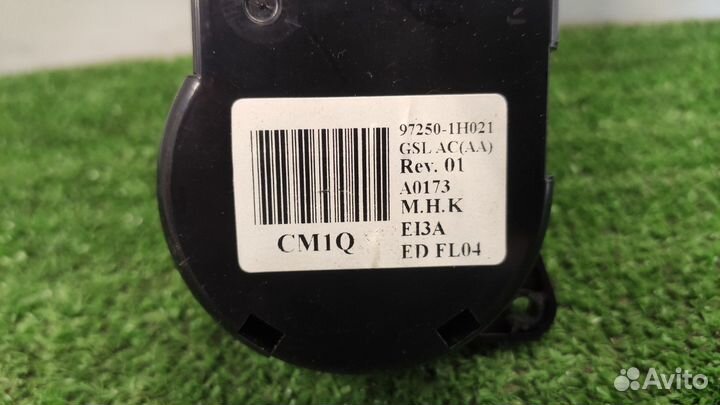 97250-1H021
GSL AC(AA)
Rev. 01
A0173
M.H.K
EI3A
ED FL04
CM1Q
Avito